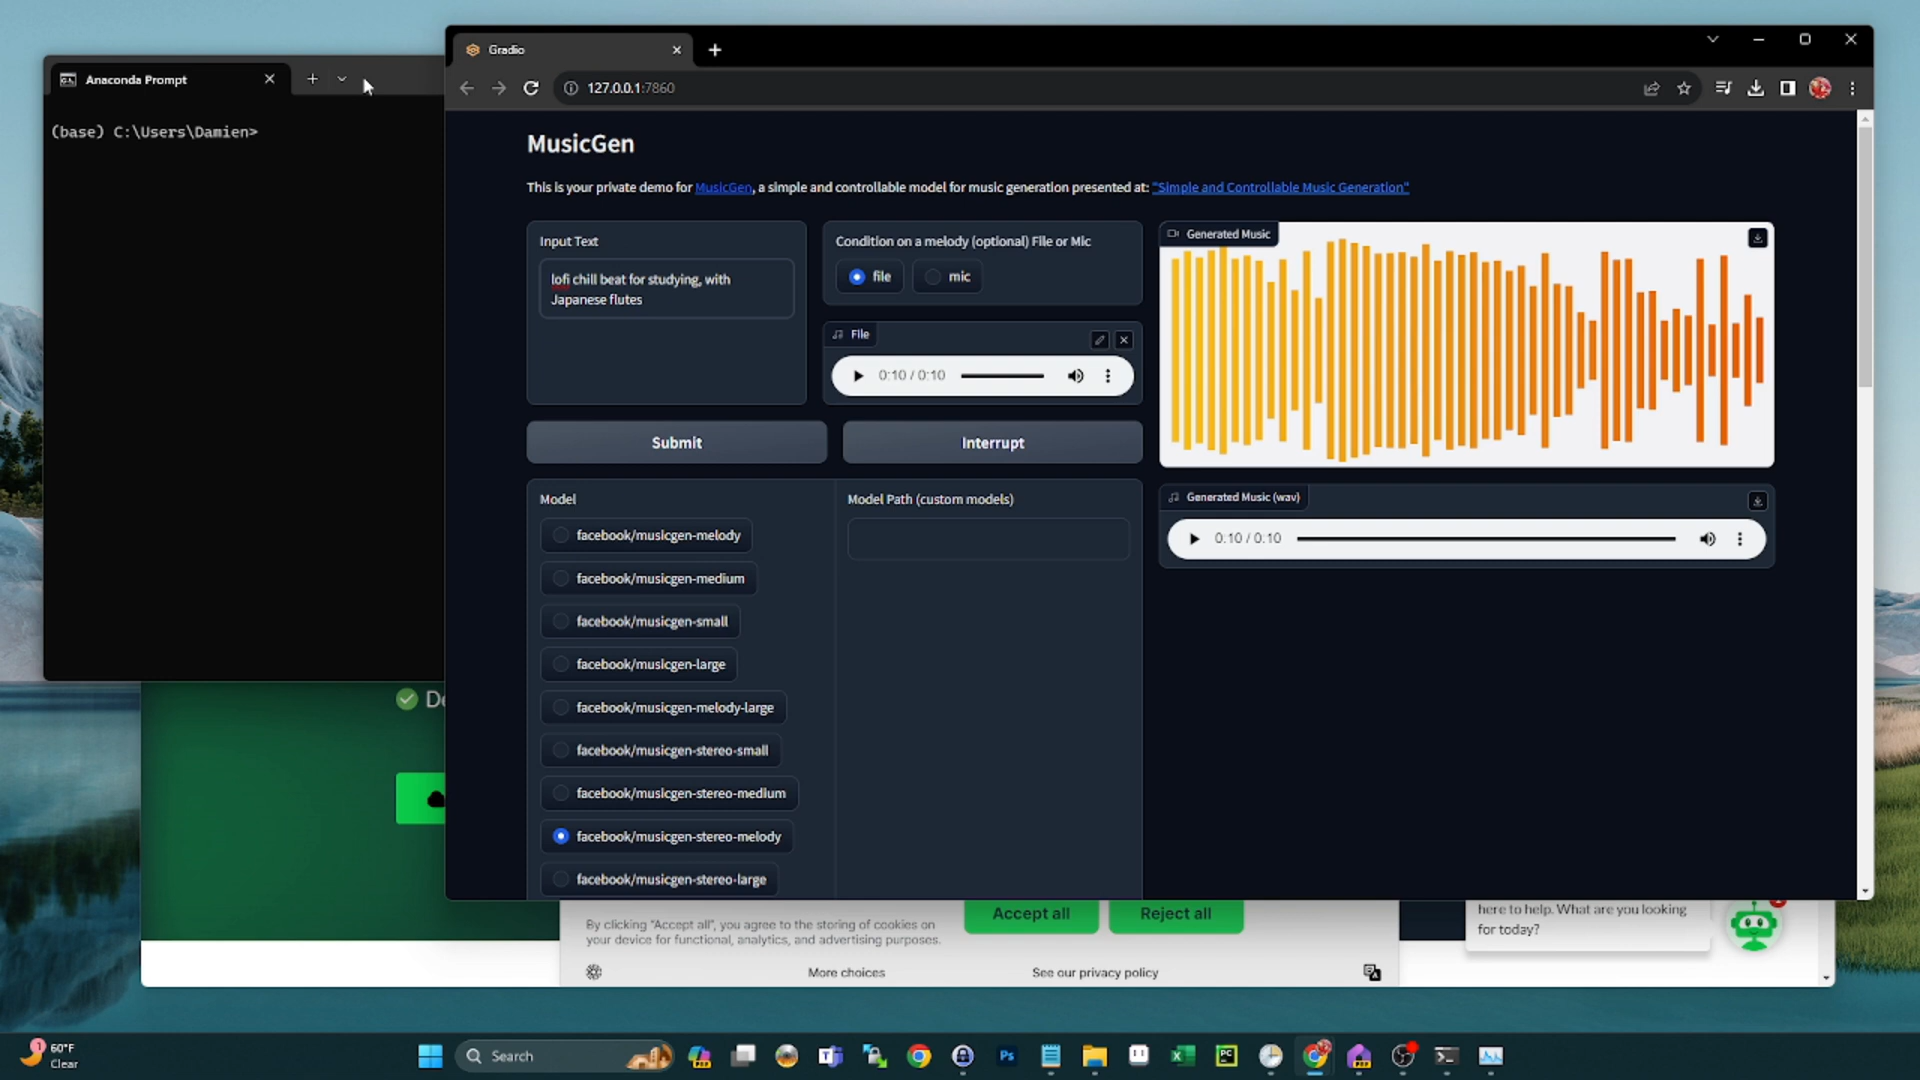 Anaconda Prompt
(base) C:\Users\Damien>
Gradio
127.0.0.1:7860
MusicGen
This is your private demo for MusicGen, a simple and controllable model for music generation presented at: "Simple and Controllable Music Generation"
Input Text
lofi chill beat for studying, with
Japanese flutes
Condition on a melody (optional) File or Mic
file
mic
File
0:10 / 0:10
Submit
Interrupt
Generated Music
Generated Music (wav)
0:10 / 0:10
Model
facebook/musicgen-melody
facebook/musicgen-medium
facebook/musicgen-small
facebook/musicgen-large
facebook/musicgen-melody-large
facebook/musicgen-stereo-small
facebook/musicgen-stereo-medium
facebook/musicgen-stereo-melody
facebook/musicgen-stereo-large
Model Path (custom models)
De
By clicking "Accept all", you agree to the storing of cookies on
your device for functional, analytics, and advertising purposes.
Accept all
Reject all
More choices
See our privacy policy
here to help. What are you looking
for today?
1
60°F
Clear
Search
Ps
PC